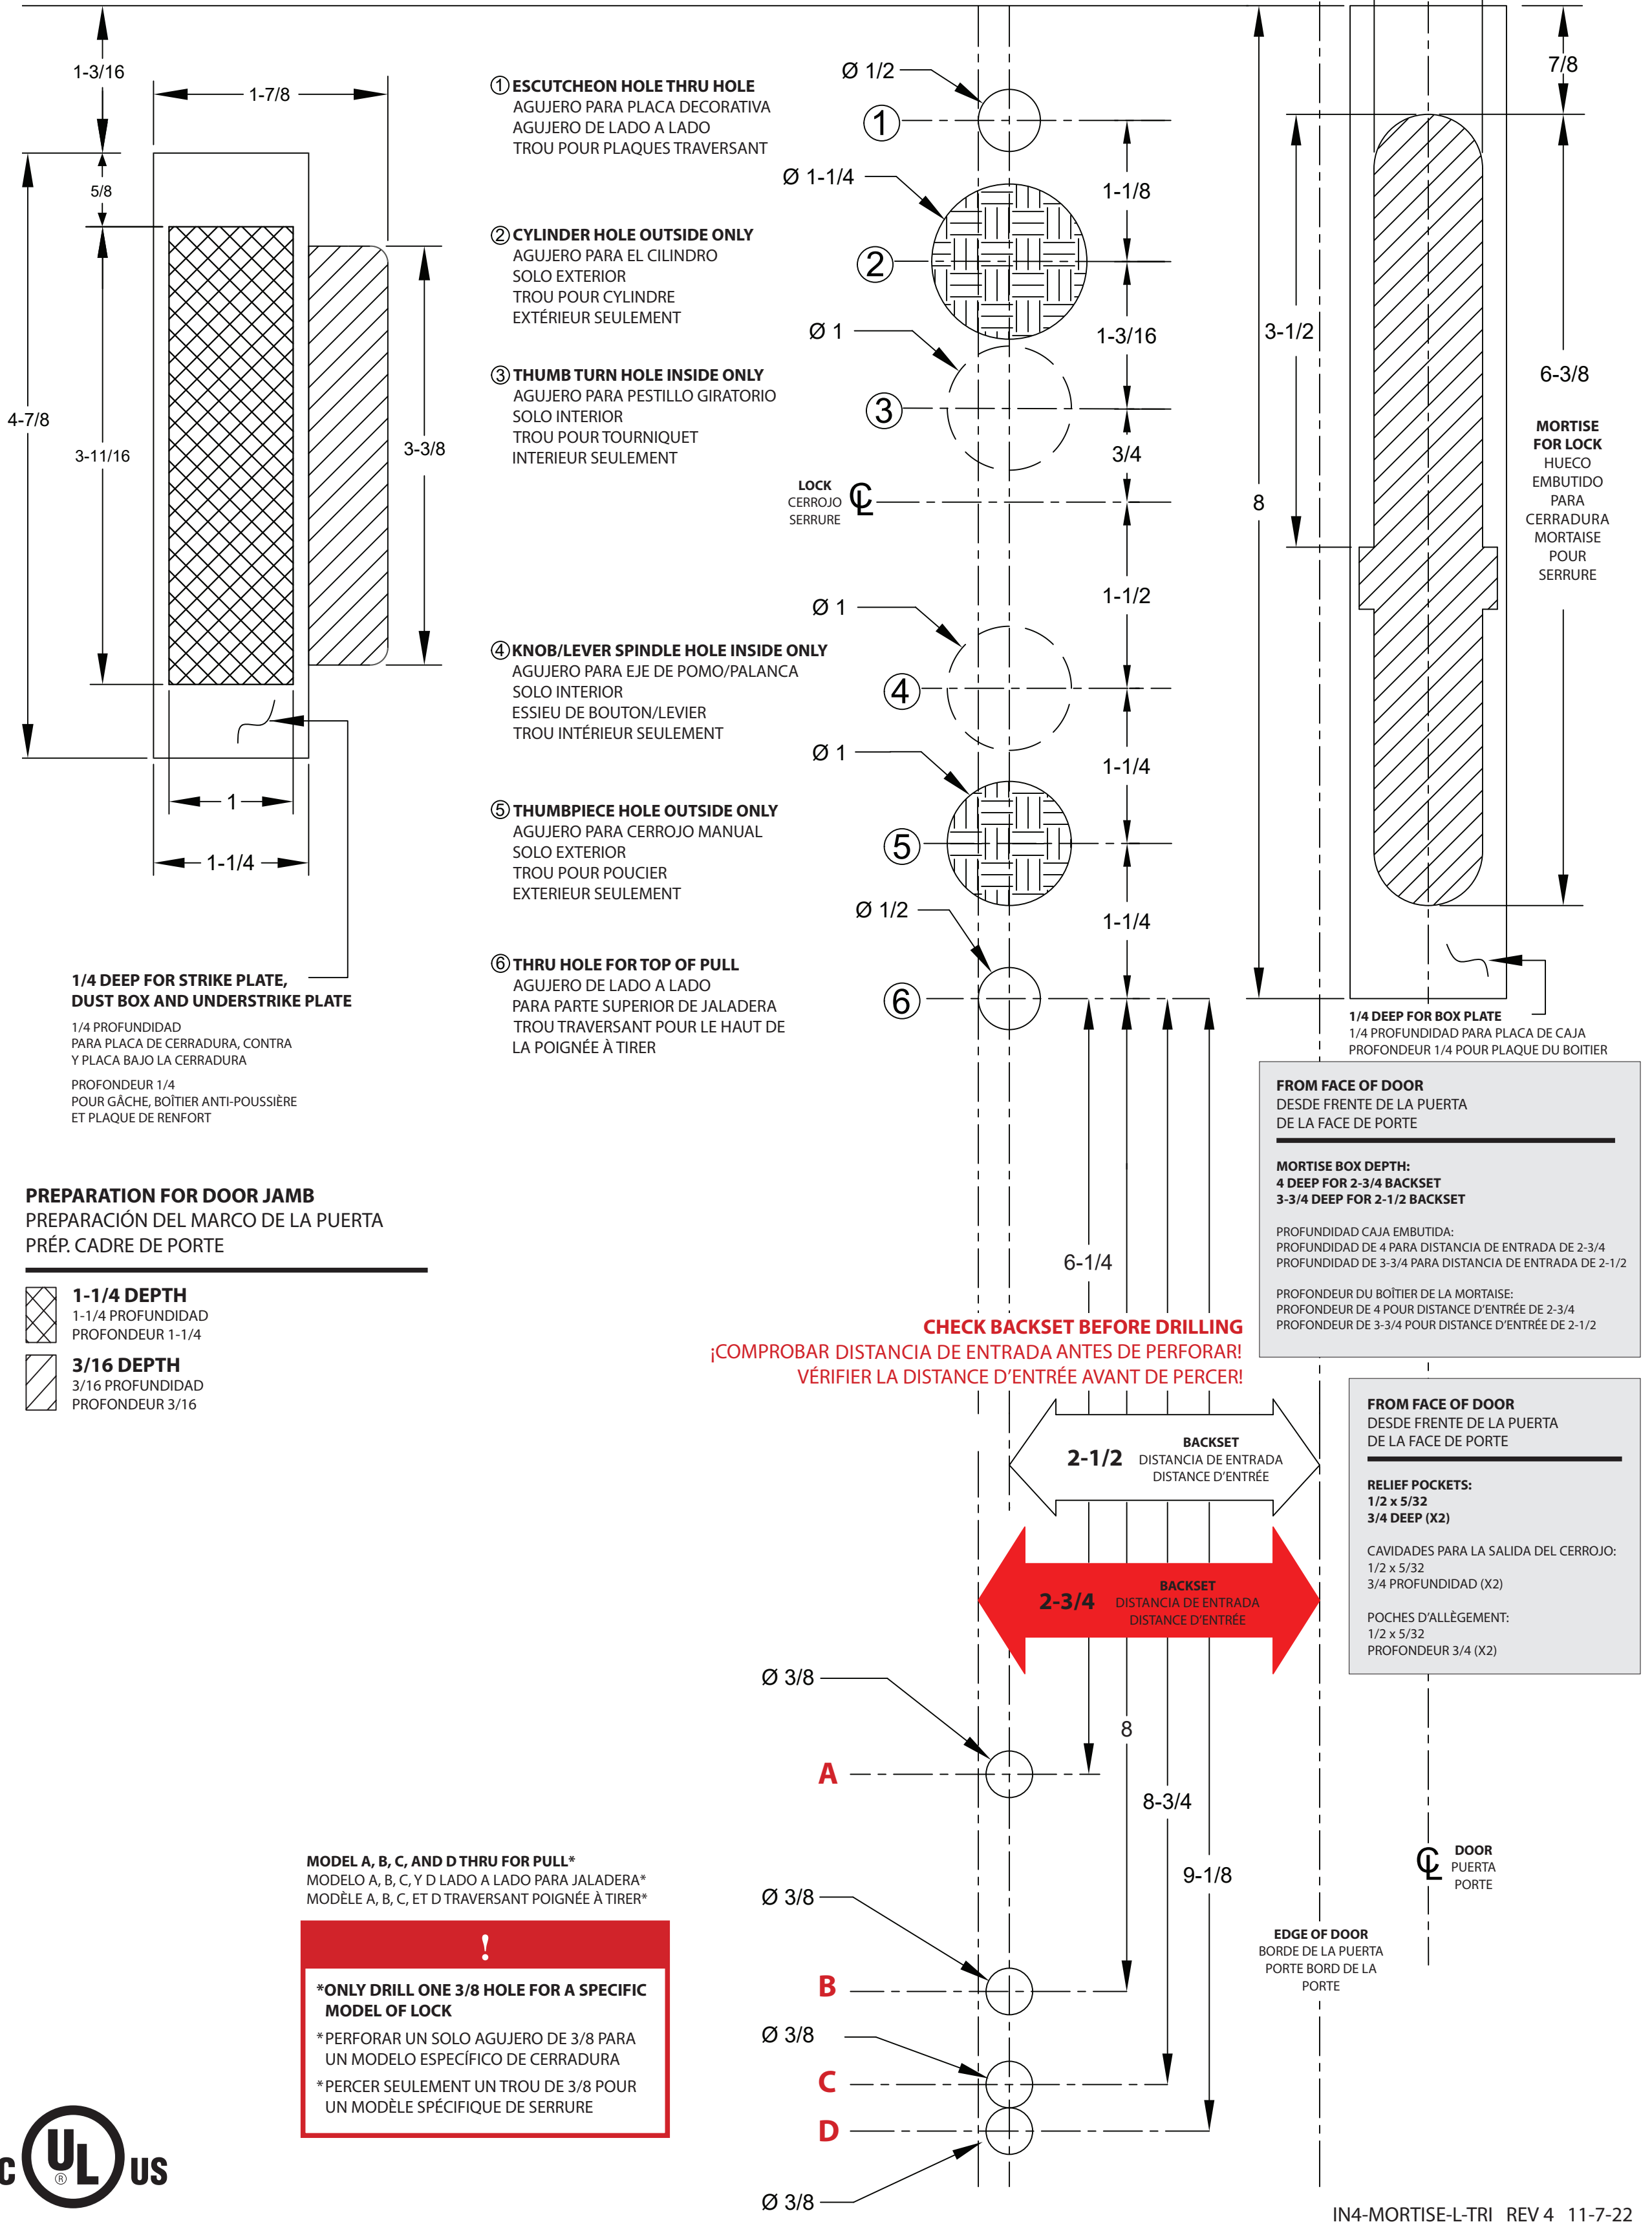 1-3/16
1-7/8
5/8
4-7/8
3-11/16
3-3/8
1
1-1/4
1/4 DEEP FOR STRIKE PLATE,
DUST BOX AND UNDERSTRIKE PLATE
1/4 PROFUNDIDAD
PARA PLACA DE CERRADURA, CONTRA
Y PLACA BAJO LA CERRADURA
PROFONDEUR 1/4
POUR GÂCHE, BOÎTIER ANTI-POUSSIÈRE
ET PLAQUE DE RENFORT
PREPARATION FOR DOOR JAMB
PREPARACIÓN DEL MARCO DE LA PUERTA
PRÉP. CADRE DE PORTE
1-1/4 DEPTH
1-1/4 PROFUNDIDAD
PROFONDEUR 1-1/4
3/16 DEPTH
3/16 PROFUNDIDAD
PROFONDEUR 3/16
① ESCUTCHEON HOLE THRU HOLE
AGUJERO PARA PLACA DECORATIVA
AGUJERO DE LADO A LADO
TROU POUR PLAQUES TRAVERSANT
② CYLINDER HOLE OUTSIDE ONLY
AGUJERO PARA EL CILINDRO
SOLO EXTERIOR
TROU POUR CYLINDRE
EXTÉRIEUR SEULEMENT
③ THUMB TURN HOLE INSIDE ONLY
AGUJERO PARA PESTILLO GIRATORIO
SOLO INTERIOR
TROU POUR TOURNIQUET
INTERIEUR SEULEMENT
④ KNOB/LEVER SPINDLE HOLE INSIDE ONLY
AGUJERO PARA EJE DE POMO/PALANCA
SOLO INTERIOR
ESSIEU DE BOUTON/LEVIER
TROU INTÉRIEUR SEULEMENT
⑤ THUMBPIECE HOLE OUTSIDE ONLY
AGUJERO PARA CERROJO MANUAL
SOLO EXTERIOR
TROU POUR POUCIER
EXTERIEUR SEULEMENT
⑥ THRU HOLE FOR TOP OF PULL
AGUJERO DE LADO A LADO
PARA PARTE SUPERIOR DE JALADERA
TROU TRAVERSANT POUR LE HAUT DE
LA POIGNÉE À TIRER
Ø 1/2
①
1-1/8
Ø 1-1/4
②
1-3/16
Ø 1
③
3/4
LOCK
CERROJO
SERRURE
℄
1-1/2
Ø 1
④
1-1/4
Ø 1
⑤
1-1/4
Ø 1/2
⑥
8
7/8
3-1/2
6-3/8
MORTISE
FOR LOCK
HUECO
EMBUTIDO
PARA
CERRADURA
MORTAISE
POUR
SERRURE
1/4 DEEP FOR BOX PLATE
1/4 PROFUNDIDAD PARA PLACA DE CAJA
PROFONDEUR 1/4 POUR PLAQUE DU BOITIER
FROM FACE OF DOOR
DESDE FRENTE DE LA PUERTA
DE LA FACE DE PORTE
MORTISE BOX DEPTH:
4 DEEP FOR 2-3/4 BACKSET
3-3/4 DEEP FOR 2-1/2 BACKSET
PROFUNDIDAD CAJA EMBUTIDA:
PROFUNDIDAD DE 4 PARA DISTANCIA DE ENTRADA DE 2-3/4
PROFUNDIDAD DE 3-3/4 PARA DISTANCIA DE ENTRADA DE 2-1/2
PROFONDEUR DU BOÎTIER DE LA MORTAISE:
PROFONDEUR DE 4 POUR DISTANCE D'ENTRÉE DE 2-3/4
PROFONDEUR DE 3-3/4 POUR DISTANCE D'ENTRÉE DE 2-1/2
6-1/4
CHECK BACKSET BEFORE DRILLING
¡COMPROBAR DISTANCIA DE ENTRADA ANTES DE PERFORAR!
VÉRIFIER LA DISTANCE D'ENTRÉE AVANT DE PERCER!
2-1/2
BACKSET
DISTANCIA DE ENTRADA
DISTANCE D'ENTRÉE
2-3/4
BACKSET
DISTANCIA DE ENTRADA
DISTANCE D'ENTRÉE
FROM FACE OF DOOR
DESDE FRENTE DE LA PUERTA
DE LA FACE DE PORTE
RELIEF POCKETS:
1/2 x 5/32
3/4 DEEP (X2)
CAVIDADES PARA LA SALIDA DEL CERROJO:
1/2 x 5/32
3/4 PROFUNDIDAD (X2)
POCHES D'ALLÈGEMENT:
1/2 x 5/32
PROFONDEUR 3/4 (X2)
Ø 3/8
A
8
8-3/4
9-1/8
Ø 3/8
B
Ø 3/8
C
D
Ø 3/8
℄
DOOR
PUERTA
PORTE
EDGE OF DOOR
BORDE DE LA PUERTA
PORTE BORD DE LA
PORTE
MODEL A, B, C, AND D THRU FOR PULL*
MODELO A, B, C, Y D LADO A LADO PARA JALADERA*
MODÈLE A, B, C, ET D TRAVERSANT POIGNÉE À TIRER*
!
*ONLY DRILL ONE 3/8 HOLE FOR A SPECIFIC
MODEL OF LOCK
*PERFORAR UN SOLO AGUJERO DE 3/8 PARA
UN MODELO ESPECÍFICO DE CERRADURA
*PERCER SEULEMENT UN TROU DE 3/8 POUR
UN MODÈLE SPÉCIFIQUE DE SERRURE
C UL ® US
IN4-MORTISE-L-TRI REV 4 11-7-22